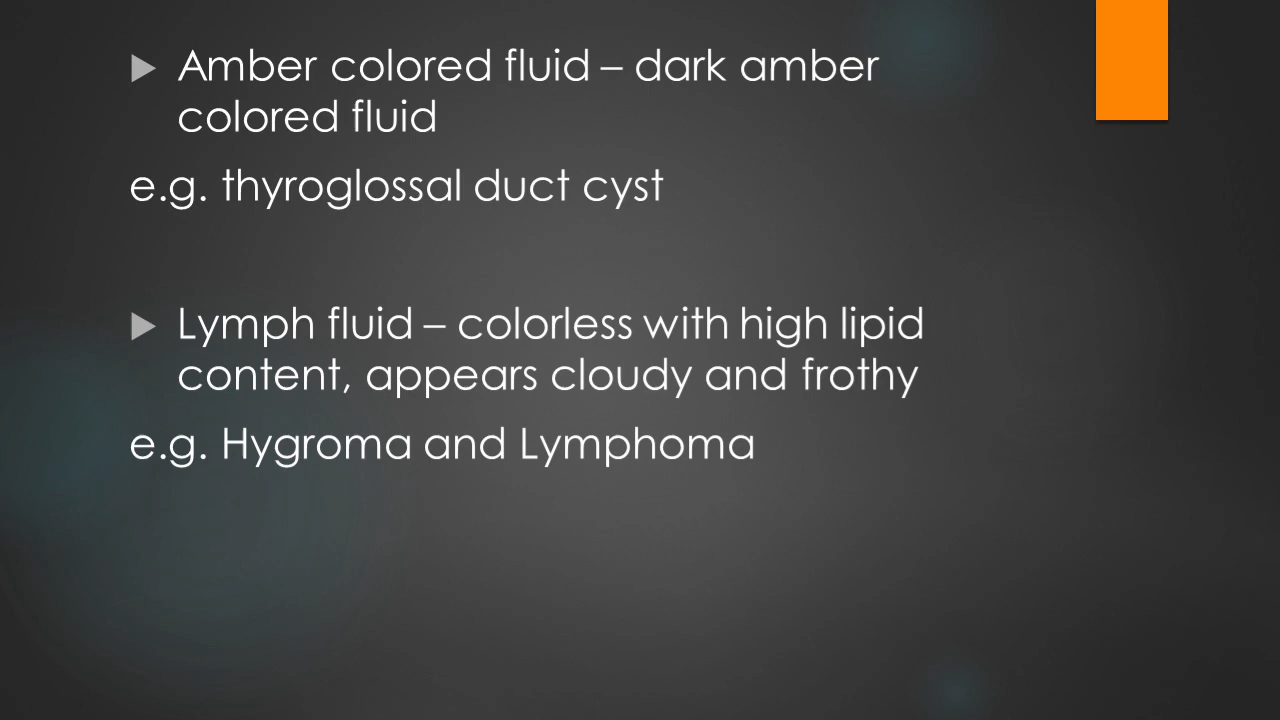 Amber colored fluid – dark amber
colored fluid
e.g. thyroglossal duct cyst
Lymph fluid – colorless with high lipid
content, appears cloudy and frothy
e.g. Hygroma and Lymphoma